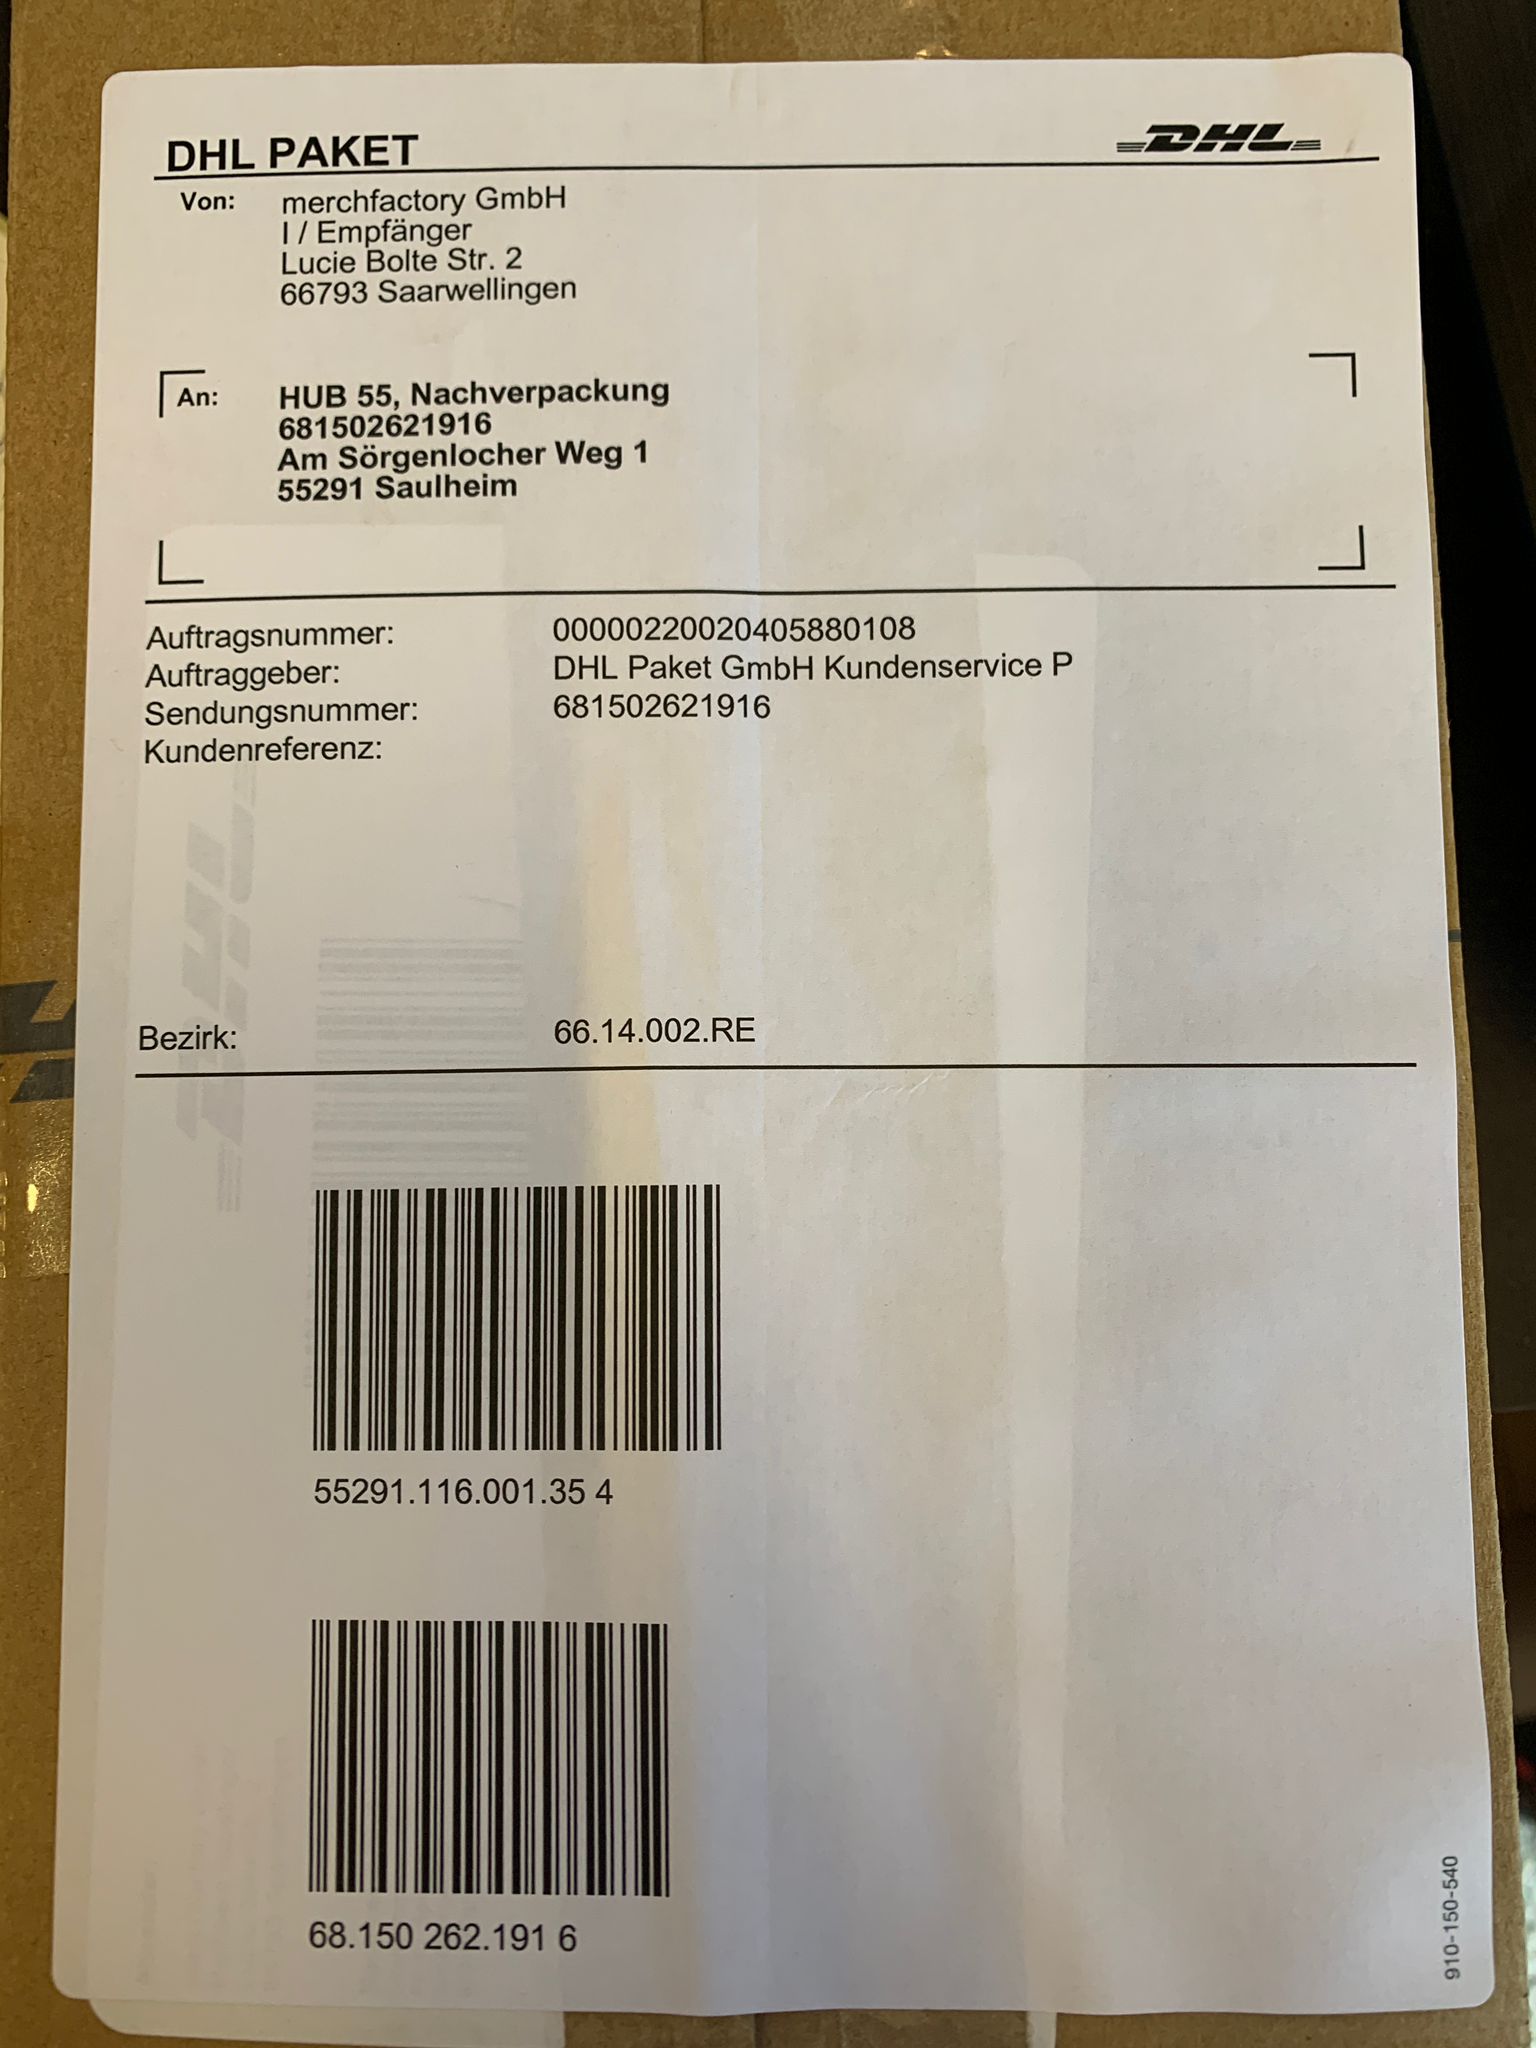 DHL PAKET
DHL
Von: merchfactory GmbH
I / Empfänger
Lucie Bolte Str. 2
66793 Saarwellingen
An: HUB 55, Nachverpackung
681502621916
Am Sörgenlocher Weg 1
55291 Saulheim
Auftragsnummer: 00000220020405880108
Auftraggeber: DHL Paket GmbH Kundenservice P
Sendungsnummer: 681502621916
Kundenreferenz:
DHL
Bezirk: 66.14.002.RE
55291.116.001.35 4
68.150 262.191 6
910-150-540